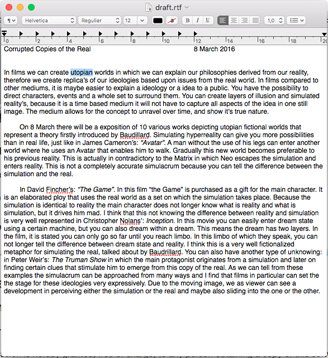 draft.rtf
Helvetica Regular 12 B I U 1,0
0 2 4 6 8 10 12 14 16 18
Corrupted Copies of the Real 8 March 2016
In films we can create utopian worlds in which we can explain our philosophies derived from our reality,
therefore we create replica's of our ideologies based upon issues from the real world. In films compared to
other mediums, it is maybe easier to explain a ideology or a idea to a public. You have the possibility to
direct characters, events and a whole set to surround them. You can create layers of illusion and simulated
reality's, because it is a time based medium it will not have to capture all aspects of the idea in one still
image. The medium allows for the concept to unravel over time, and show it's true nature.
On 8 March there will be a exposition of 10 various works depicting utopian fictional worlds that
represent a theory firstly introduced by Baudillard. Simulating hyperreality can give you more possibilities
than in real life, just like in James Cameron's: "Avatar". A man without the use of his legs can enter another
world where he uses an Avatar that enables him to walk. Gradually this new world becomes preferable to
his previous reality. This is actually in contradictory to the Matrix in which Neo escapes the simulation and
enters reality. This is not a completely accurate simulacrum because you can tell the difference between the
simulation and the real.
In David Fincher's: "The Game". In this film "the Game" is purchased as a gift for the main character. It
is an elaborated ploy that uses the real world as a set on which the simulation takes place. Because the
simulation is identical to reality the main character does not longer know what is reality and what is
simulation, but it drives him mad. I think that this not knowing the difference between reality and simulation
is very well represented in Christopher Nolans': Inception. In this movie you can easily enter dream state
using a certain machine, but you can also dream within a dream. This means the dream has two layers. In
the film, it is stated you can only go so far until you reach limbo. In this limbo of which they speak, you can
not longer tell the difference between dream state and reality. I think this is a very well fictionalized
metaphor for simulating the real, talked about by Baudrillard. You can also have another type of unknowing:
in Peter Weir's: The Truman Show in which the main protagonist originates from a simulation and later on
finding certain clues that stimulate him to emerge from this copy of the real. As we can tell from these
examples the simulacrum can be approached from many ways and I find that films in particular can set the
the stage for these ideologies very expressively. Due to the moving image, we as viewer can see a
development in perceiving either the simulation or the real and maybe also sliding into the one or the other.